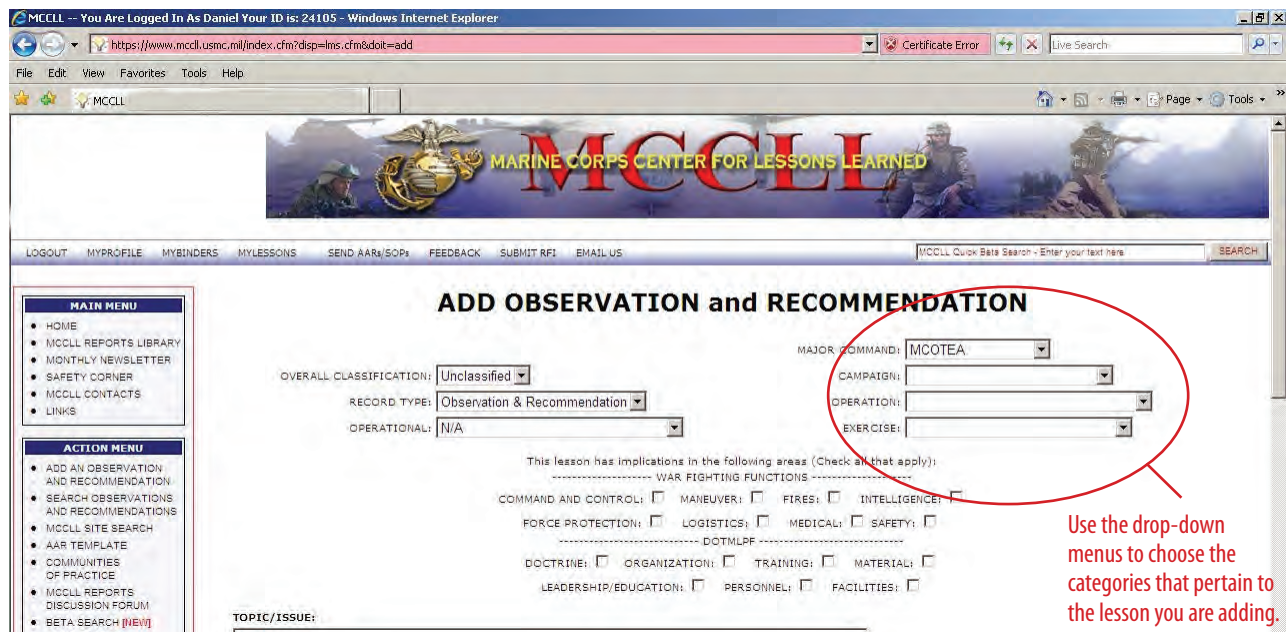 MCCLL -- You Are Logged In As Daniel Your ID is: 24105 - Windows Internet Explorer
https://www.mccll.usmc.mil/index.cfm?disp=lms.cfm&doit=add
Certificate Error
Live Search
File Edit View Favorites Tools Help
MCCLL
Page Tools
MARINE CORPS CENTER FOR LESSONS LEARNED
MCCLL
LOGOUT MYPROFILE MYBINDERS MYLESSONS SEND AARs/SOPs FEEDBACK SUBMIT RFI EMAIL US
MCCLL Quick Beta Search - Enter your text here
SEARCH
MAIN MENU
• HOME
• MCCLL REPORTS LIBRARY
• MONTHLY NEWSLETTER
• SAFETY CORNER
• MCCLL CONTACTS
• LINKS
ACTION MENU
• ADD AN OBSERVATION
AND RECOMMENDATION
• SEARCH OBSERVATIONS
AND RECOMMENDATIONS
• MCCLL SITE SEARCH
• AAR TEMPLATE
• COMMUNITIES
OF PRACTICE
• MCCLL REPORTS
DISCUSSION FORUM
• BETA SEARCH [NEW]
ADD OBSERVATION and RECOMMENDATION
MAJOR COMMAND: MCOTEA
OVERALL CLASSIFICATION: Unclassified
CAMPAIGN:
RECORD TYPE: Observation & Recommendation
OPERATION:
OPERATIONAL: N/A
EXERCISE:
This lesson has implications in the following areas (Check all that apply):
-------------------- WAR FIGHTING FUNCTIONS --------------------
COMMAND AND CONTROL: MANEUVER: FIRES: INTELLIGENCE:
FORCE PROTECTION: LOGISTICS: MEDICAL: SAFETY:
---------------------------- DOTMLPF ----------------------------
DOCTRINE: ORGANIZATION: TRAINING: MATERIAL:
LEADERSHIP/EDUCATION: PERSONNEL: FACILITIES:
TOPIC/ISSUE:
Use the drop-down
menus to choose the
categories that pertain to
the lesson you are adding.